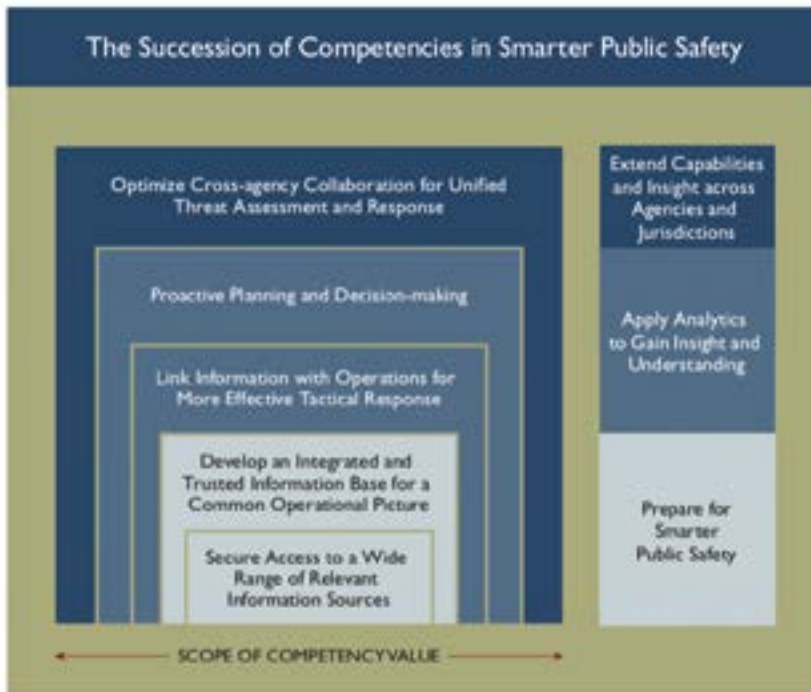 The Succession of Competencies in Smarter Public Safety
Optimize Cross-agency Collaboration for Unified
Threat Assessment and Response
Proactive Planning and Decision-making
Link Information with Operations for
More Effective Tactical Response
Develop an Integrated and
Trusted Information Base for a
Common Operational Picture
Secure Access to a Wide
Range of Relevant
Information Sources
SCOPE OF COMPETENCY VALUE
Extend Capabilities
and Insight across
Agencies and
Jurisdictions
Apply Analytics
to Gain Insight and
Understanding
Prepare for
Smarter
Public Safety